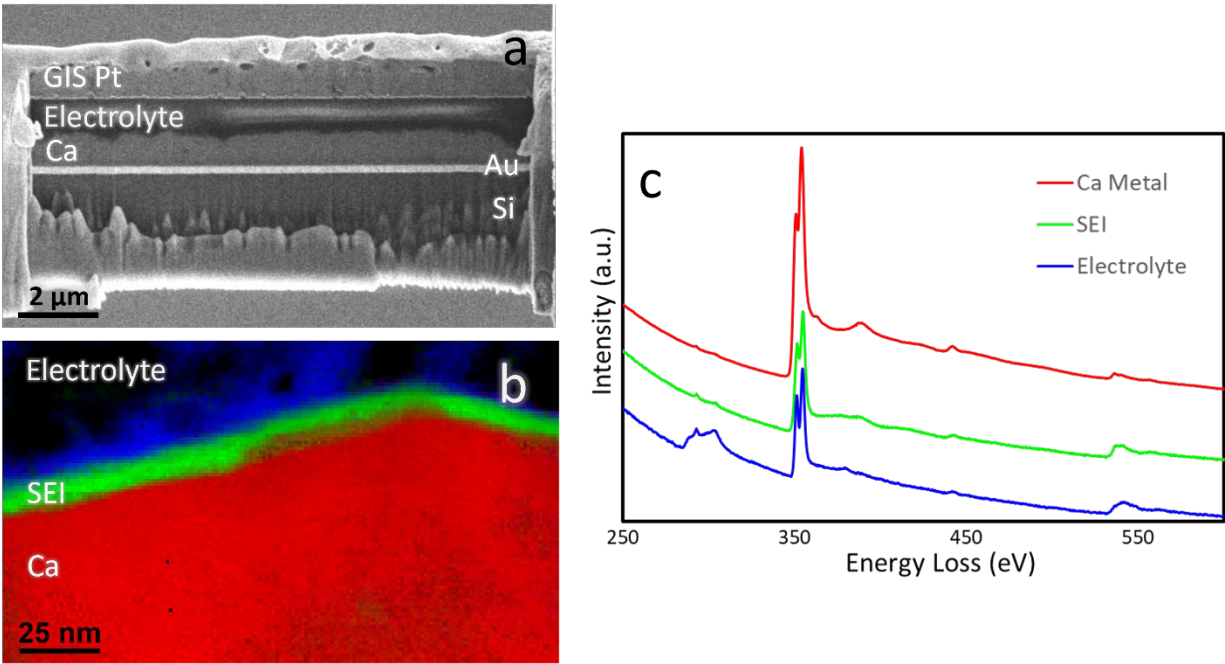 a
GIS Pt
Electrolyte
Ca
Au
Si
2 µm
Electrolyte
b
SEI
Ca
25 nm
c
Ca Metal
SEI
Electrolyte
Intensity (a.u.)
250 350 450 550
Energy Loss (eV)